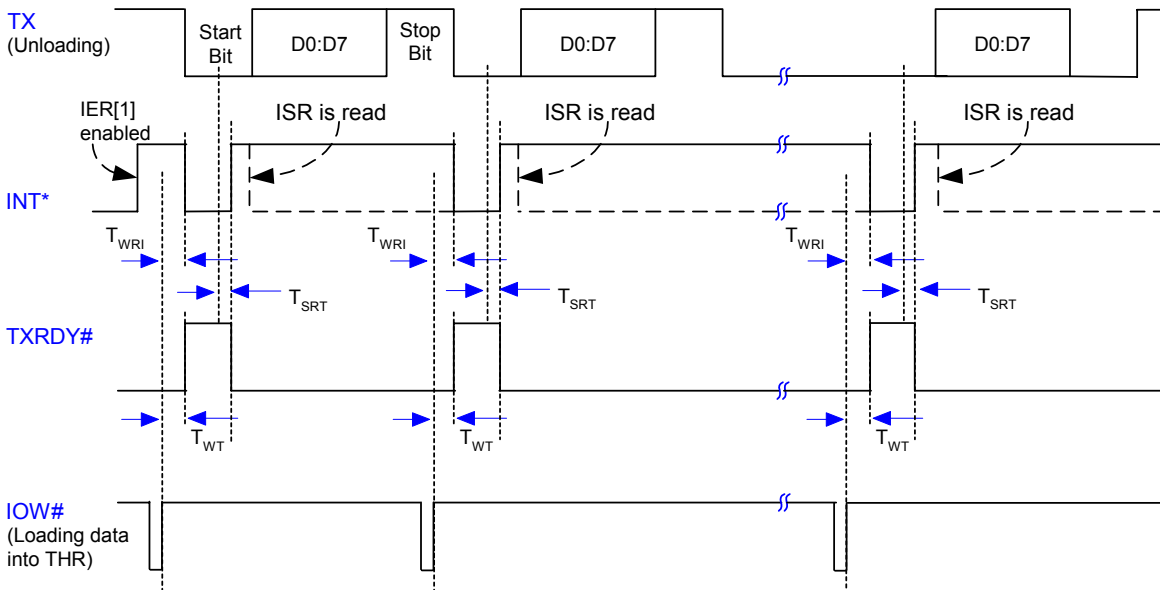 TX
(Unloading)
Start
Bit
D0:D7
Stop
Bit
D0:D7
D0:D7
IER[1]
enabled
ISR is read
ISR is read
ISR is read
INT*
TWRI
TWRI
TWRI
TSRT
TSRT
TSRT
TXRDY#
TWT
TWT
TWT
IOW#
(Loading data
into THR)